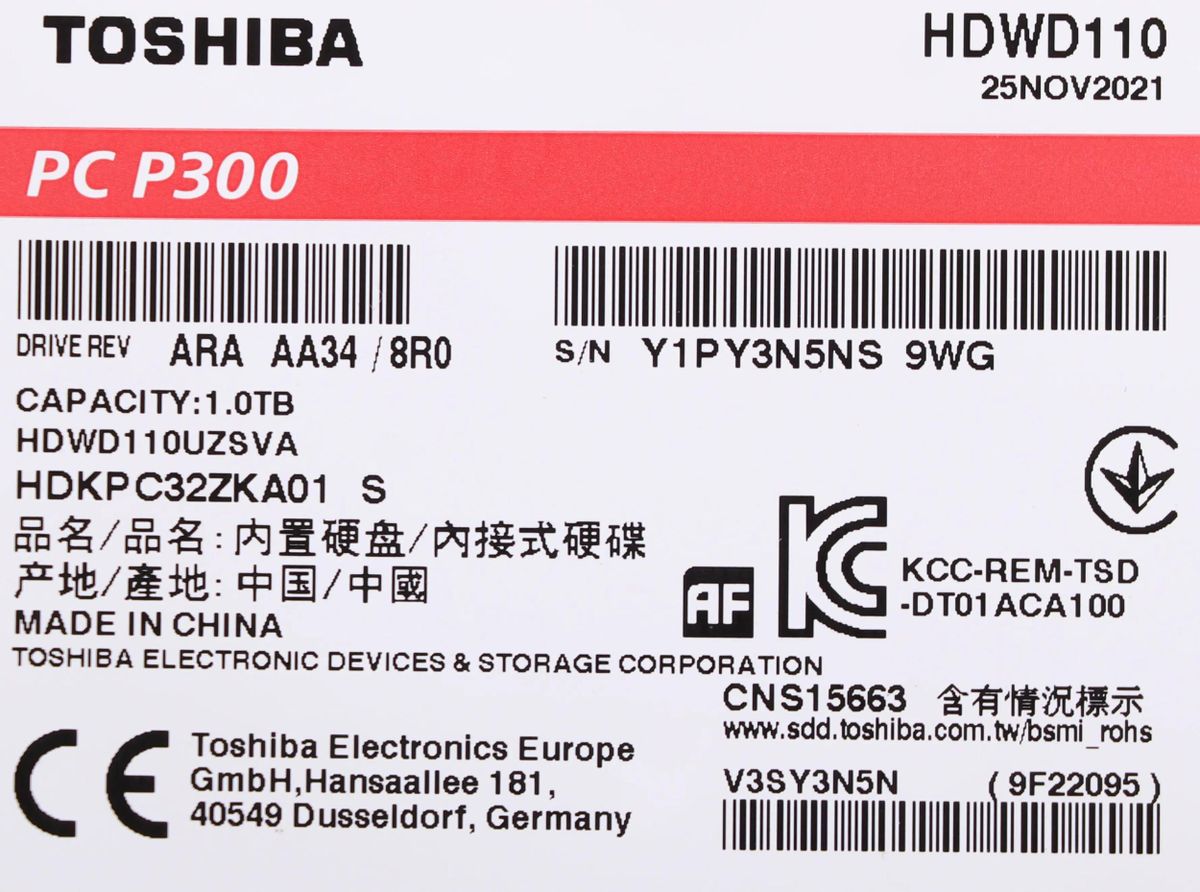 TOSHIBA
HDWD110
25NOV2021
PC P300
DRIVE REV ARA AA34 / 8R0
S/N Y1PY3N5NS 9WG
CAPACITY:1.0TB
HDWD110UZSVA
HDKPC32ZKA01 S
品名/品名:内置硬盘/內接式硬碟
产地/產地:中国/中國
MADE IN CHINA
AF
KC
KCC-REM-TSD
-DT01ACA100
TOSHIBA ELECTRONIC DEVICES & STORAGE CORPORATION
CNS15663 含有情況標示
www.sdd.toshiba.com.tw/bsmi_rohs
CE
Toshiba Electronics Europe
GmbH,Hansaallee 181,
40549 Dusseldorf, Germany
V3SY3N5N ( 9F22095 )